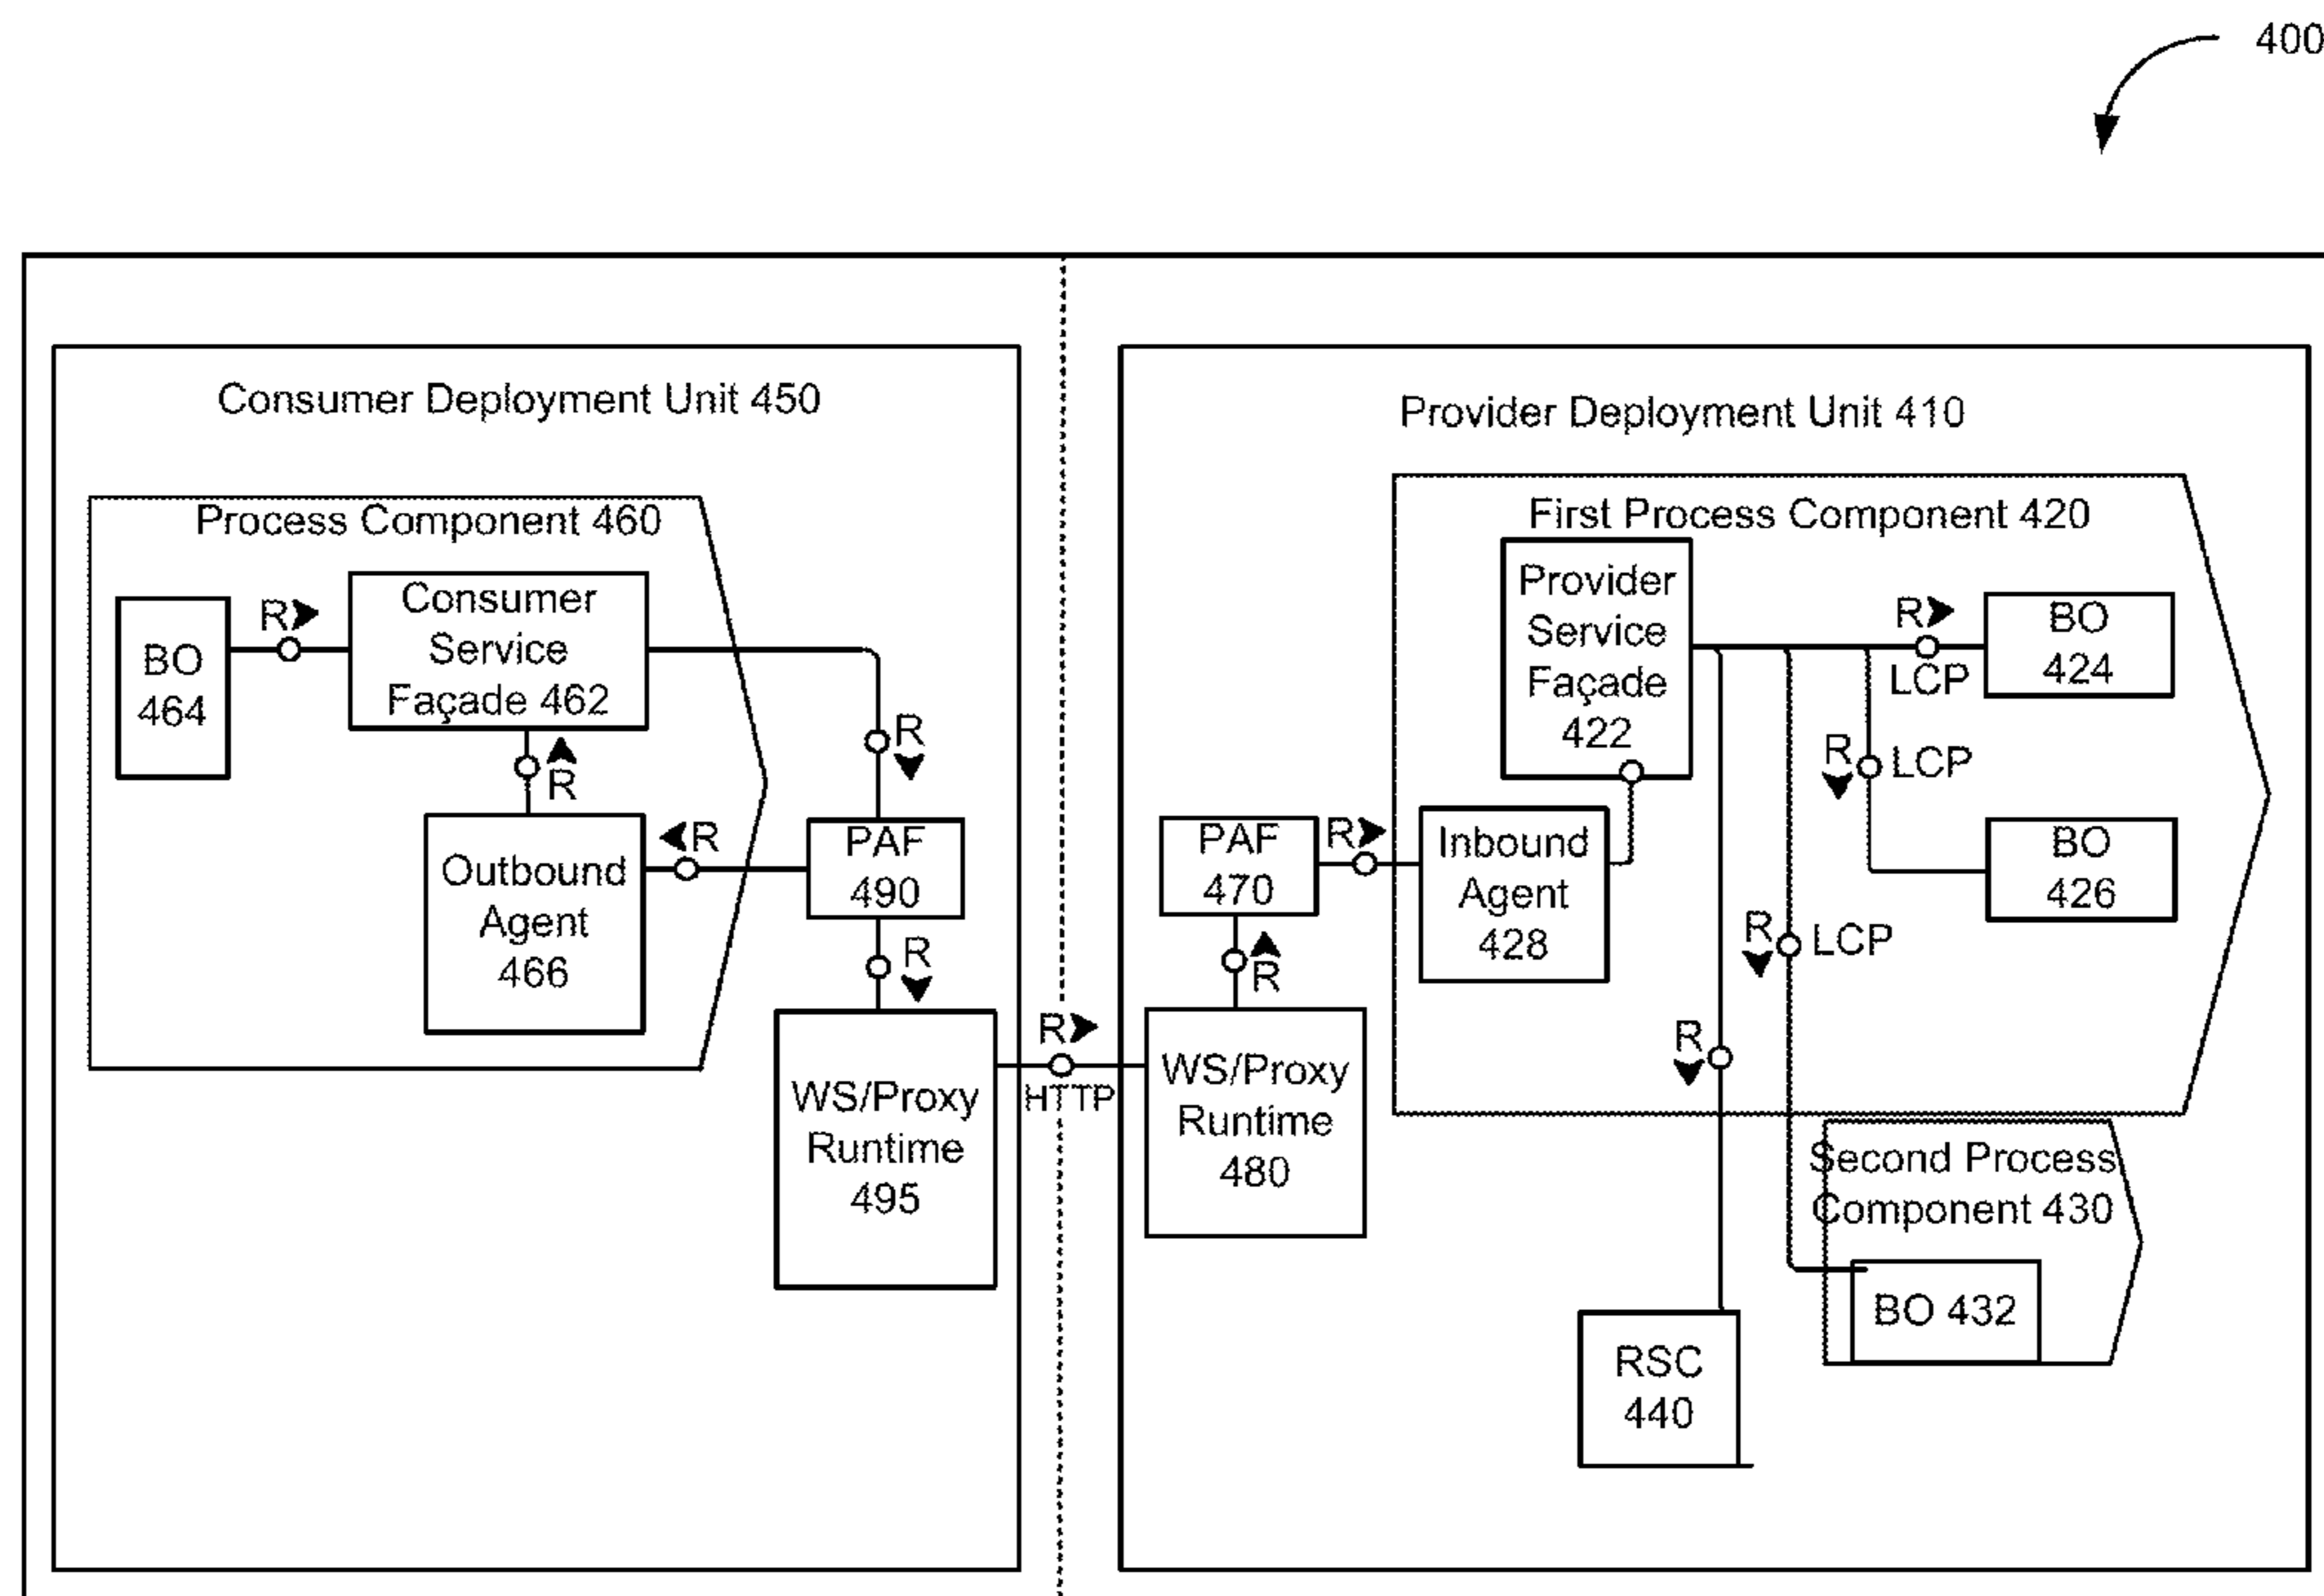 400
Consumer Deployment Unit 450
Process Component 460
BO
464
R
Consumer
Service
Façade 462
R
R
Outbound
Agent
466
R
PAF
490
R
WS/Proxy
Runtime
495
R
HTTP
Provider Deployment Unit 410
First Process Component 420
Provider
Service
Façade
422
R
LCP
BO
424
R
LCP
BO
426
PAF
470
R
Inbound
Agent
428
R
WS/Proxy
Runtime
480
R
LCP
R
Second Process
Component 430
BO 432
RSC
440